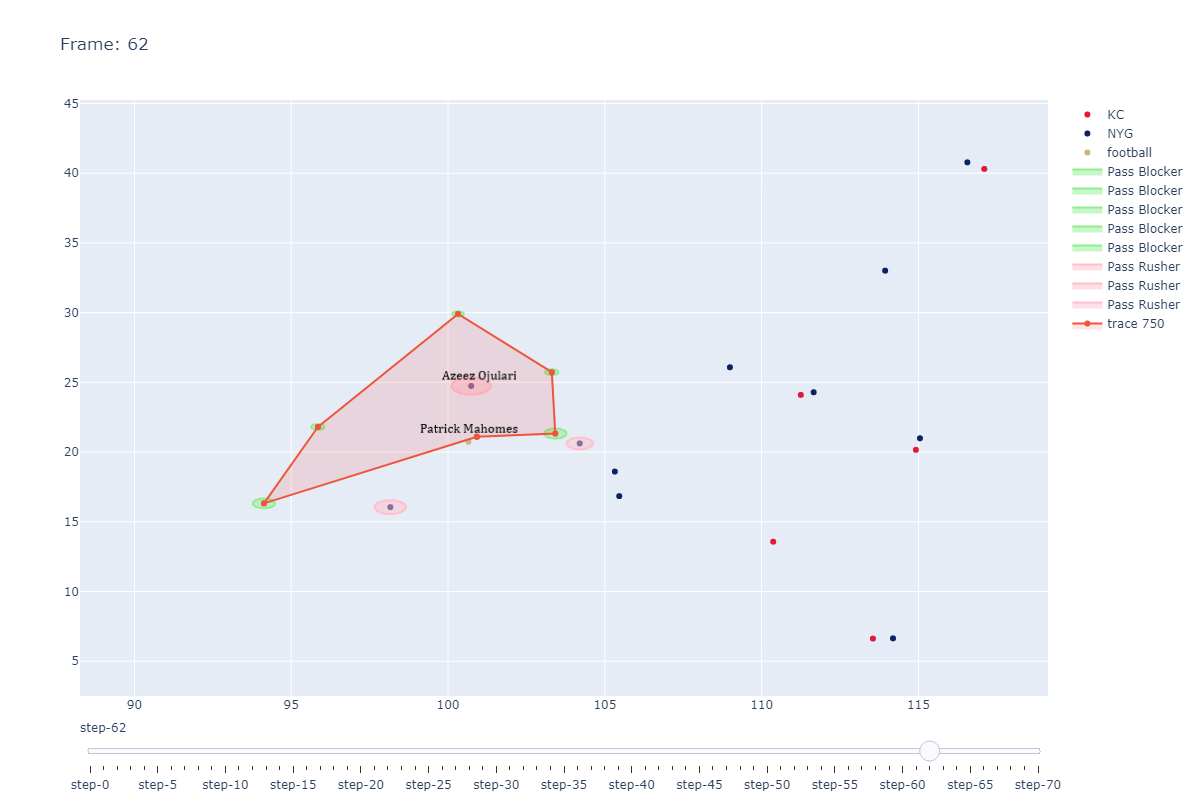 Frame: 62
KC
NYG
football
Pass Blocker
Pass Blocker
Pass Blocker
Pass Blocker
Pass Blocker
Pass Rusher
Pass Rusher
Pass Rusher
trace 750
45
40
35
30
25
20
15
10
5
Azeez Ojulari
Patrick Mahomes
90 95 100 105 110 115
step-62
step-0 step-5 step-10 step-15 step-20 step-25 step-30 step-35 step-40 step-45 step-50 step-55 step-60 step-65 step-70